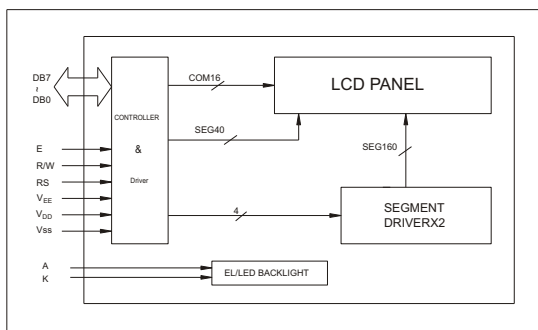 DB7
~
DB0
E
R/W
RS
VEE
VDD
Vss
A
K
CONTROLLER
&
Driver
COM16
SEG40
4
LCD PANEL
SEG160
SEGMENT
DRIVERX2
EL/LED BACKLIGHT